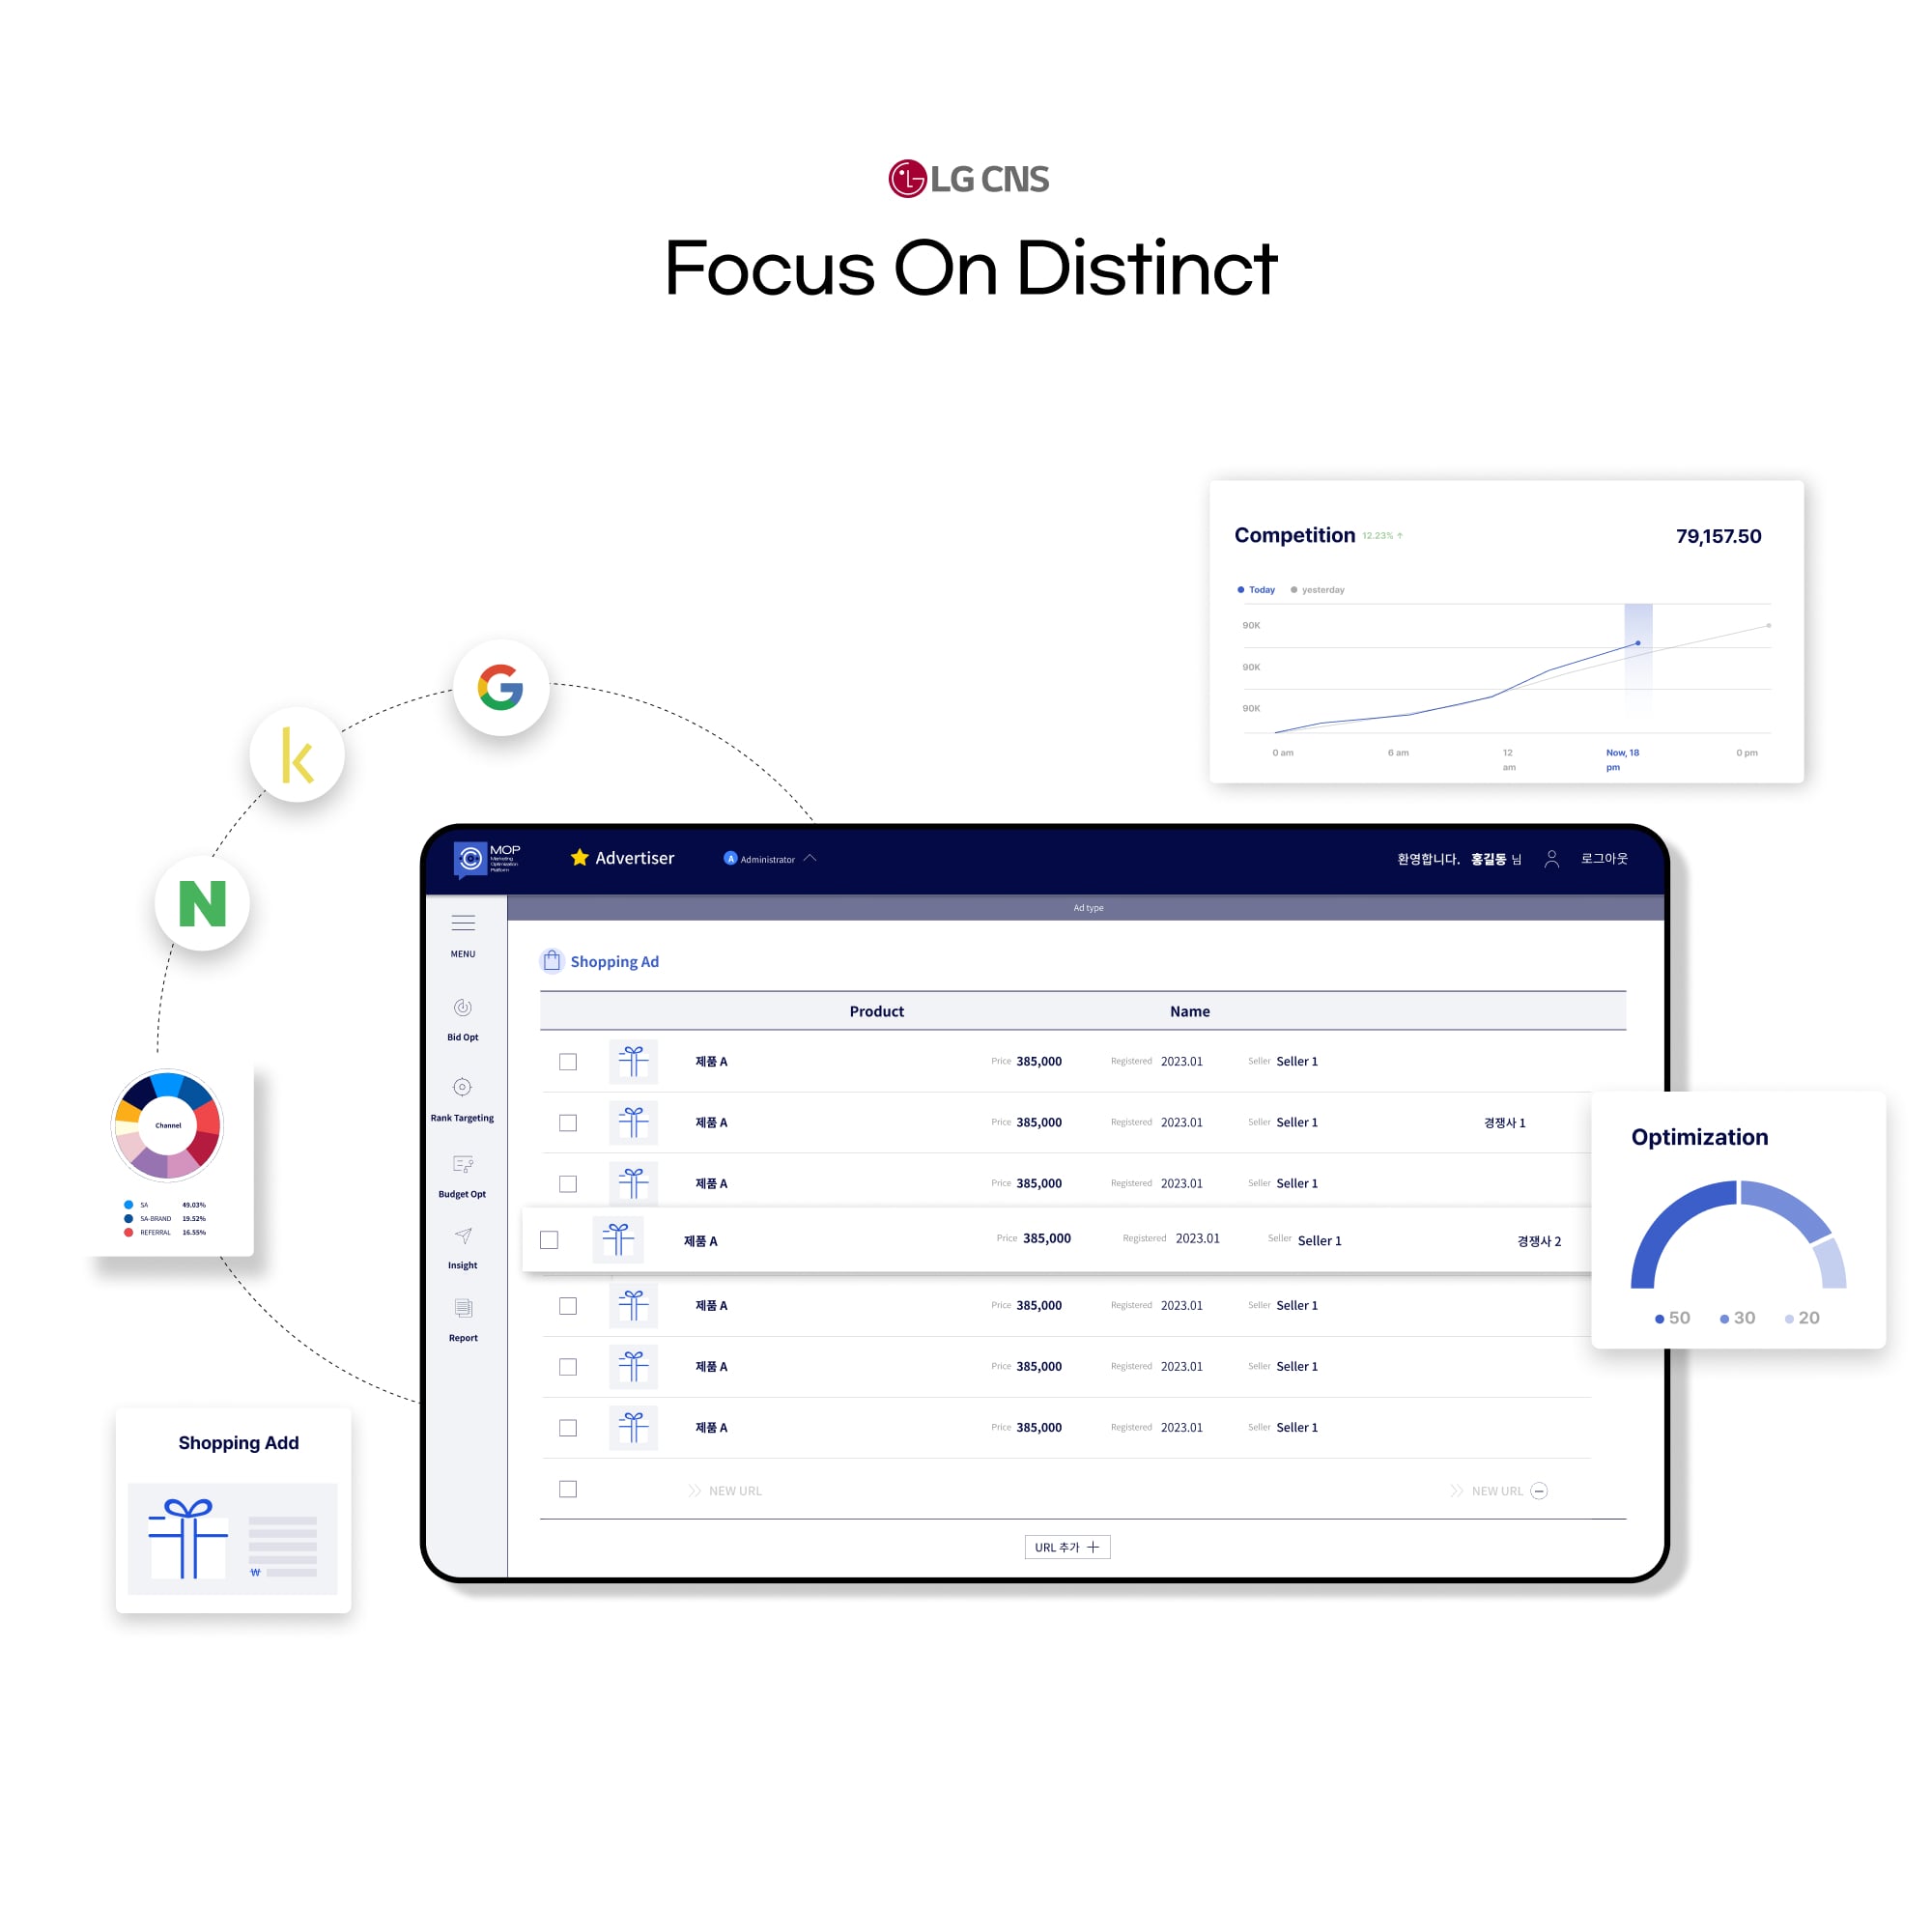 LG CNS
Focus On Distinct
Competition 12.23% ↑ 79,157.50
Today yesterday
90K
90K
90K
0 am 6 am 12 am Now, 18 pm 0 pm
G
k
N
MOP
Marketing
Optimization
Platform
Advertiser
A Administrator
환영합니다. 홍길동 님
로그아웃
Ad type
MENU
Bid Opt
Rank Targeting
Budget Opt
Insight
Report
Shopping Ad
Product Name
제품 A Price 385,000 Registered 2023.01 Seller Seller 1
제품 A Price 385,000 Registered 2023.01 Seller Seller 1 경쟁사 1
제품 A Price 385,000 Registered 2023.01 Seller Seller 1
제품 A Price 385,000 Registered 2023.01 Seller Seller 1 경쟁사 2
제품 A Price 385,000 Registered 2023.01 Seller Seller 1
제품 A Price 385,000 Registered 2023.01 Seller Seller 1
제품 A Price 385,000 Registered 2023.01 Seller Seller 1
NEW URL NEW URL
URL 추가 +
Channel
SA 49.03%
SA-BRAND 19.52%
REFERRAL 16.55%
Optimization
50 30 20
Shopping Add
₩